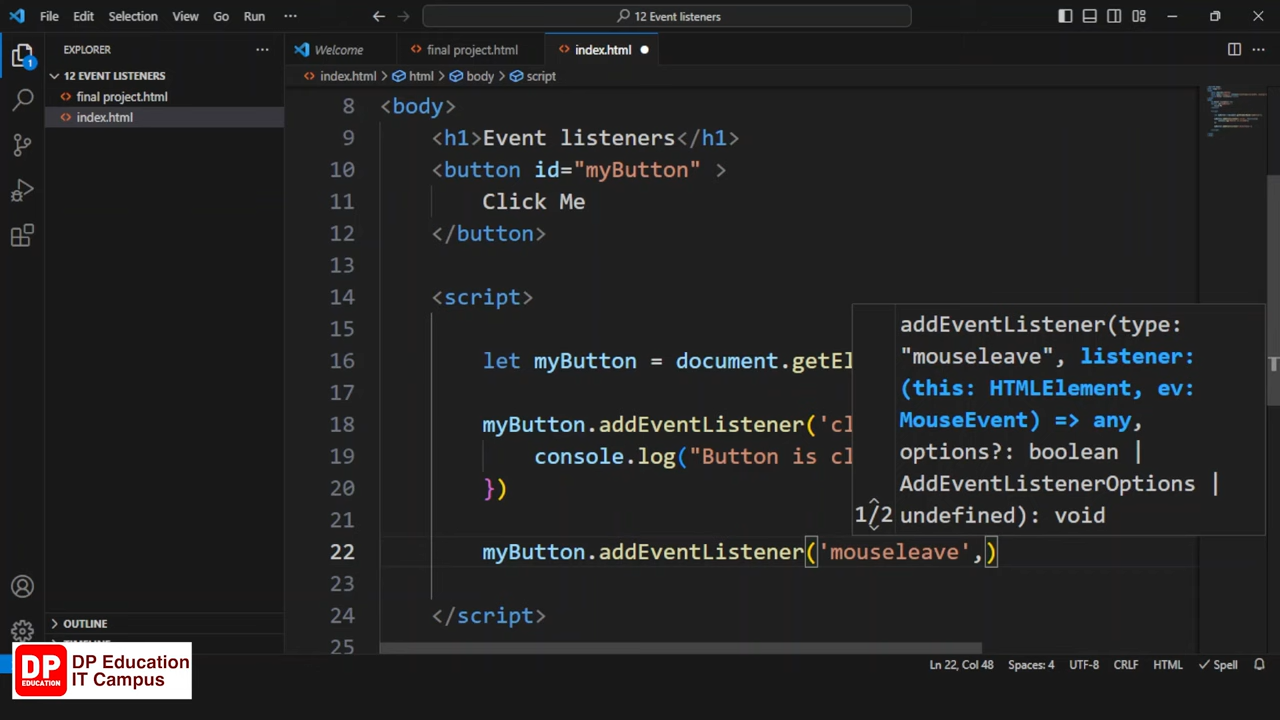 File Edit Selection View Go Run ··· 12 Event listeners
EXPLORER ··· Welcome final project.html index.html ···
12 EVENT LISTENERS index.html > html > body > script
final project.html
index.html
8 <body>
9 <h1>Event listeners</h1>
10 <button id="myButton" >
11 Click Me
12 </button>
13
14 <script>
15
16 let myButton = document.getEl
17
18 myButton.addEventListener('cl
19 console.log("Button is cl
20 })
21
22 myButton.addEventListener('mouseleave',)
23
24 </script>
25
addEventListener(type:
"mouseleave", listener:
(this: HTMLElement, ev:
MouseEvent) => any,
options?: boolean |
AddEventListenerOptions |
1/2 undefined): void
1
OUTLINE
DP EDUCATION DP Education
IT Campus
Ln 22, Col 48 Spaces: 4 UTF-8 CRLF HTML Spell